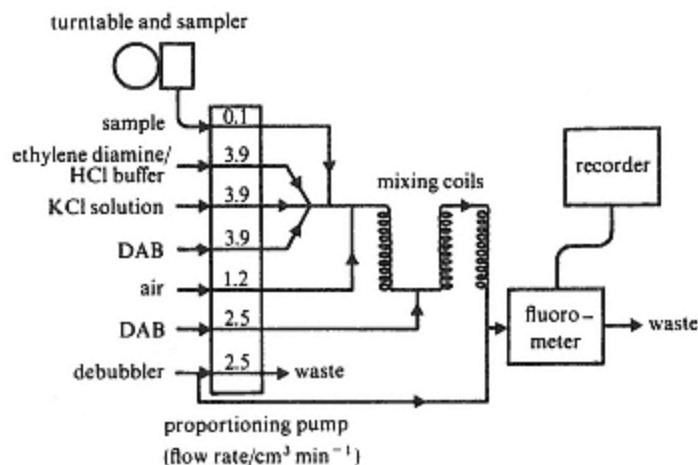 turntable and sampler
sample
0.1
ethylene diamine/
HCl buffer
3.9
KCl solution
3.9
DAB
3.9
air
1.2
DAB
2.5
debubbler
2.5
waste
mixing coils
recorder
fluoro-
meter
waste
proportioning pump
(flow rate/cm³ min⁻¹)